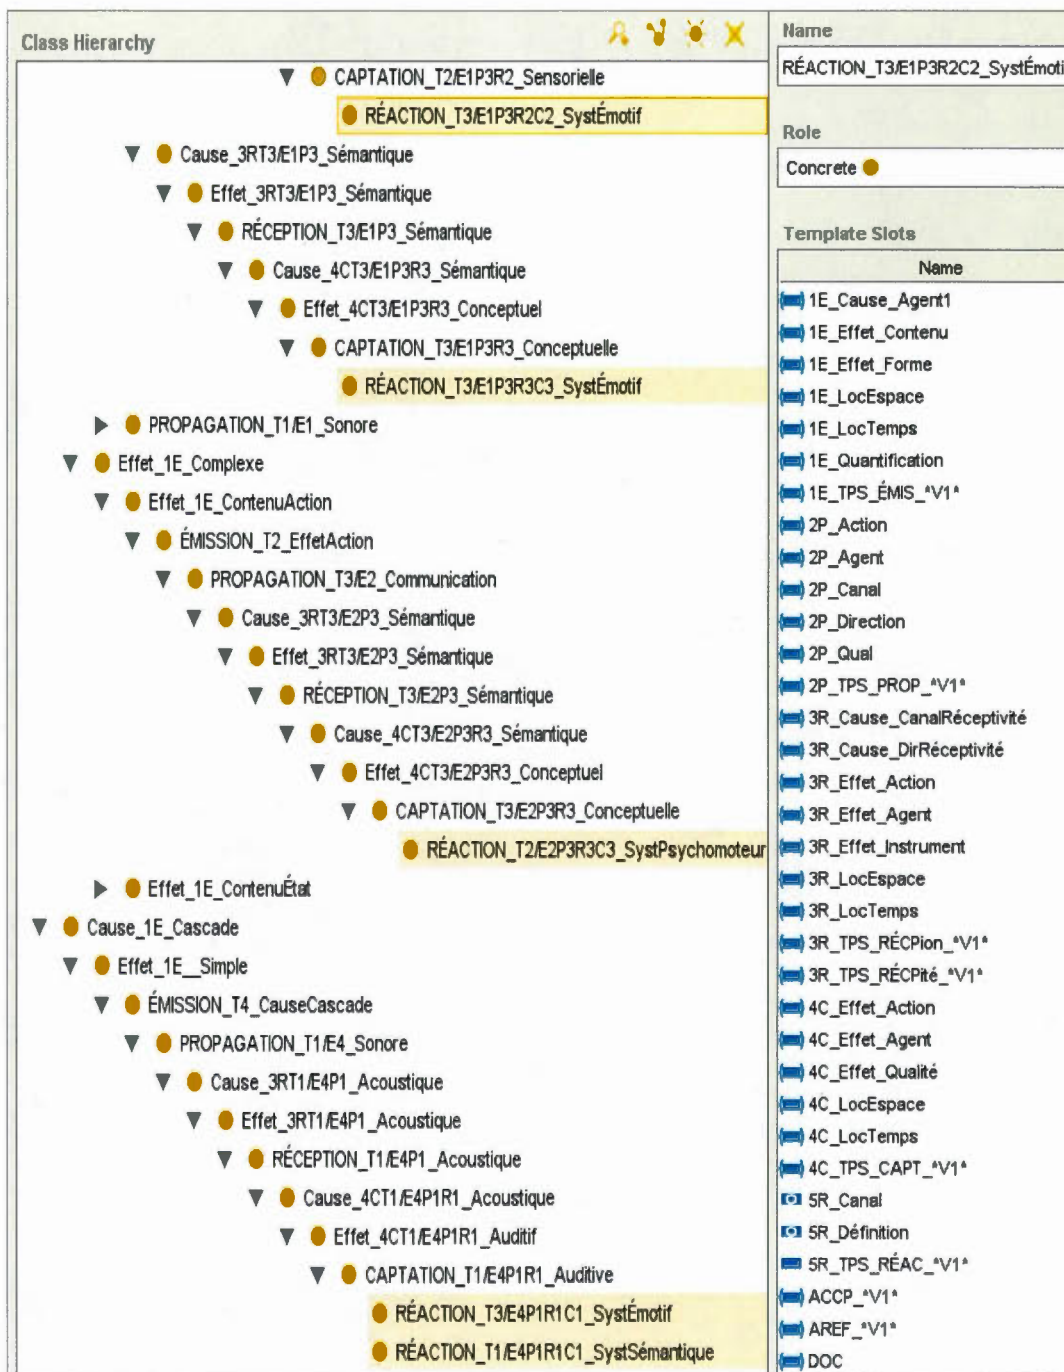 Class Hierarchy
CAPTATION_T2/E1P3R2_Sensorielle
RÉACTION_T3/E1P3R2C2_SystÉmotif
Cause_3RT3/E1P3_Sémantique
Effet_3RT3/E1P3_Sémantique
RÉCEPTION_T3/E1P3_Sémantique
Cause_4CT3/E1P3R3_Sémantique
Effet_4CT3/E1P3R3_Conceptuel
CAPTATION_T3/E1P3R3_Conceptuelle
RÉACTION_T3/E1P3R3C3_SystÉmotif
PROPAGATION_T1/E1_Sonore
Effet_1E_Complexe
Effet_1E_ContenuAction
ÉMISSION_T2_EffetAction
PROPAGATION_T3/E2_Communication
Cause_3RT3/E2P3_Sémantique
Effet_3RT3/E2P3_Sémantique
RÉCEPTION_T3/E2P3_Sémantique
Cause_4CT3/E2P3R3_Sémantique
Effet_4CT3/E2P3R3_Conceptuel
CAPTATION_T3/E2P3R3_Conceptuelle
RÉACTION_T2/E2P3R3C3_SystPsychomoteur
Effet_1E_ContenuÉtat
Cause_1E_Cascade
Effet_1E__Simple
ÉMISSION_T4_CauseCascade
PROPAGATION_T1/E4_Sonore
Cause_3RT1/E4P1_Acoustique
Effet_3RT1/E4P1_Acoustique
RÉCEPTION_T1/E4P1_Acoustique
Cause_4CT1/E4P1R1_Acoustique
Effet_4CT1/E4P1R1_Auditif
CAPTATION_T1/E4P1R1_Auditive
RÉACTION_T3/E4P1R1C1_SystÉmotif
RÉACTION_T1/E4P1R1C1_SystSémantique
Name
RÉACTION_T3/E1P3R2C2_SystÉmoti
Role
Concrete
Template Slots
Name
1E_Cause_Agent1
1E_Effet_Contenu
1E_Effet_Forme
1E_LocEspace
1E_LocTemps
1E_Quantification
1E_TPS_ÉMIS_*V1*
2P_Action
2P_Agent
2P_Canal
2P_Direction
2P_Qual
2P_TPS_PROP_*V1*
3R_Cause_CanalRéceptivité
3R_Cause_DirRéceptivité
3R_Effet_Action
3R_Effet_Agent
3R_Effet_Instrument
3R_LocEspace
3R_LocTemps
3R_TPS_RÉCPion_*V1*
3R_TPS_RÉCPité_*V1*
4C_Effet_Action
4C_Effet_Agent
4C_Effet_Qualité
4C_LocEspace
4C_LocTemps
4C_TPS_CAPT_*V1*
5R_Canal
5R_Définition
5R_TPS_RÉAC_*V1*
ACCP_*V1*
AREF_*V1*
DOC